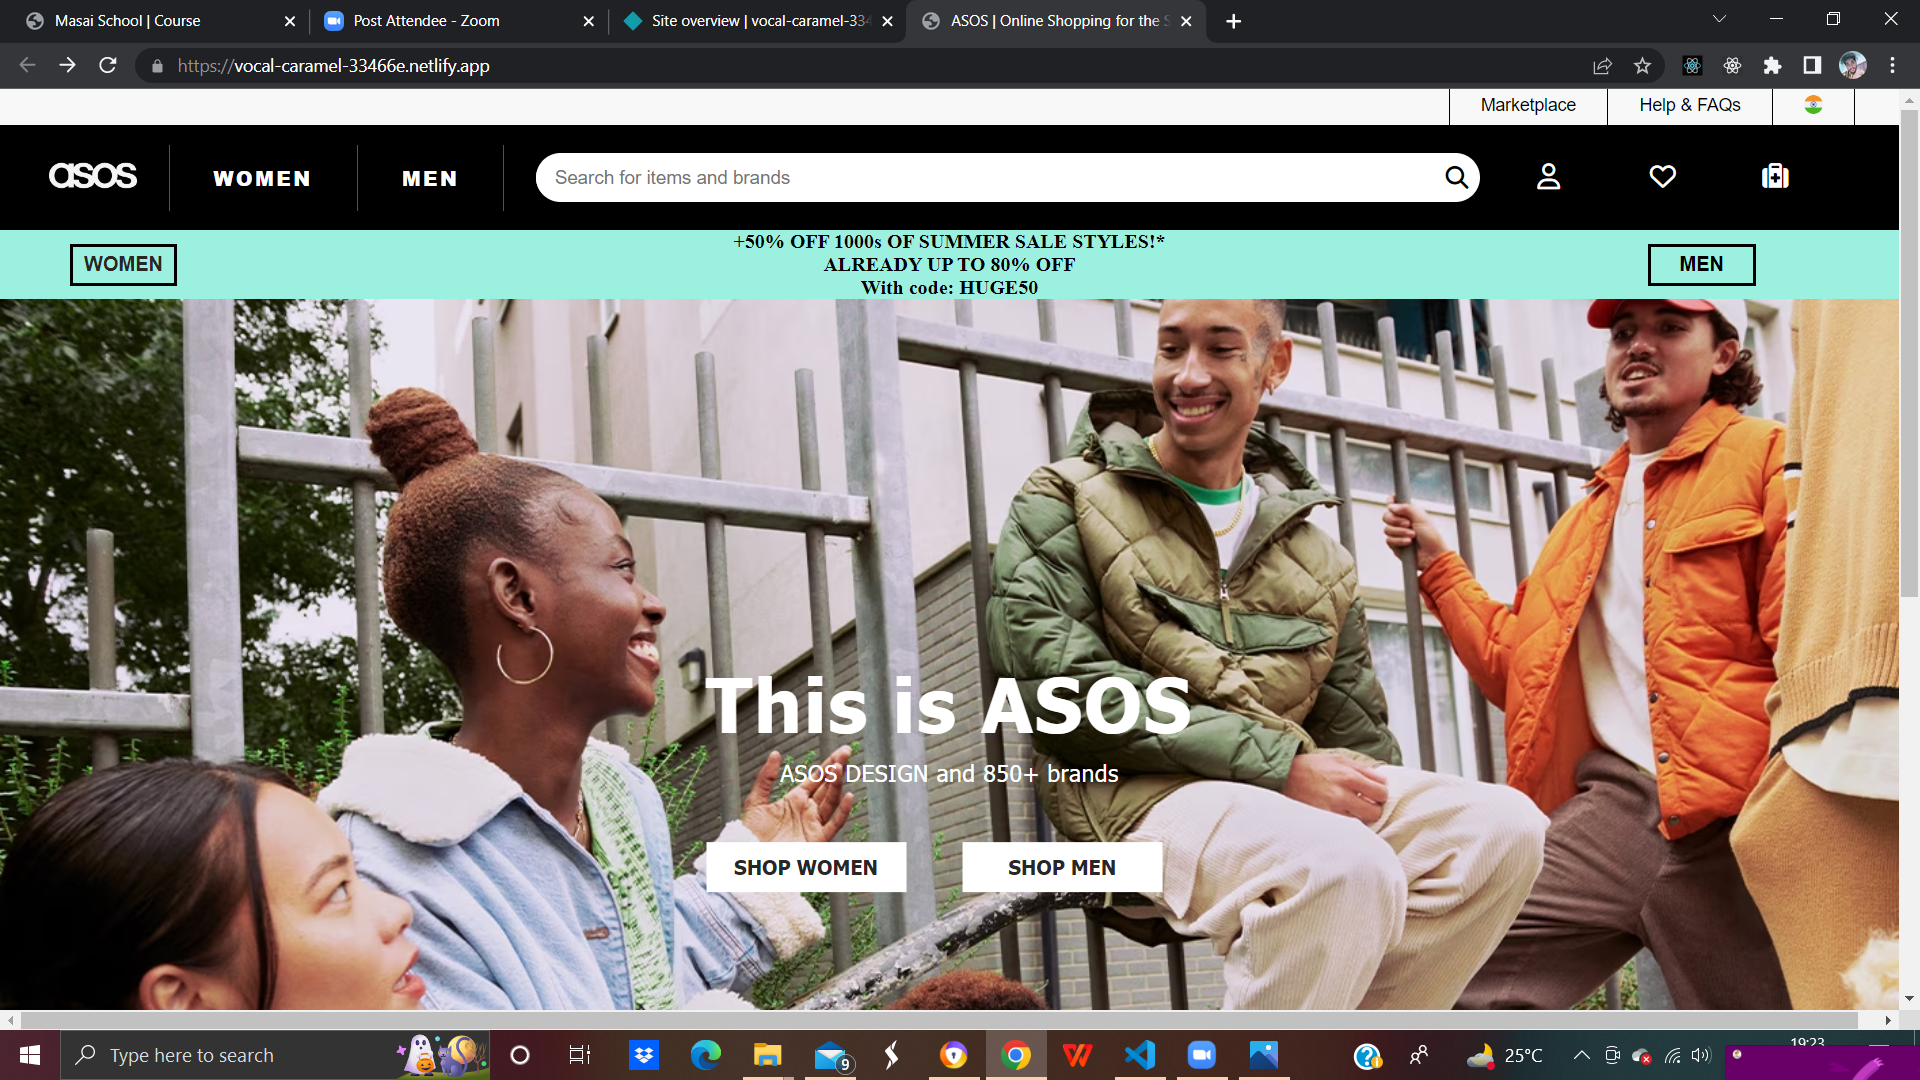 Masai School | Course
Post Attendee - Zoom
Site overview | vocal-caramel-334
ASOS | Online Shopping for the S
https://vocal-caramel-33466e.netlify.app
Marketplace
Help & FAQs
asos
WOMEN
MEN
Search for items and brands
WOMEN
+50% OFF 1000s OF SUMMER SALE STYLES!*
ALREADY UP TO 80% OFF
With code: HUGE50
MEN
This is ASOS
ASOS DESIGN and 850+ brands
SHOP WOMEN
SHOP MEN
Type here to search
9
25°C
19:23